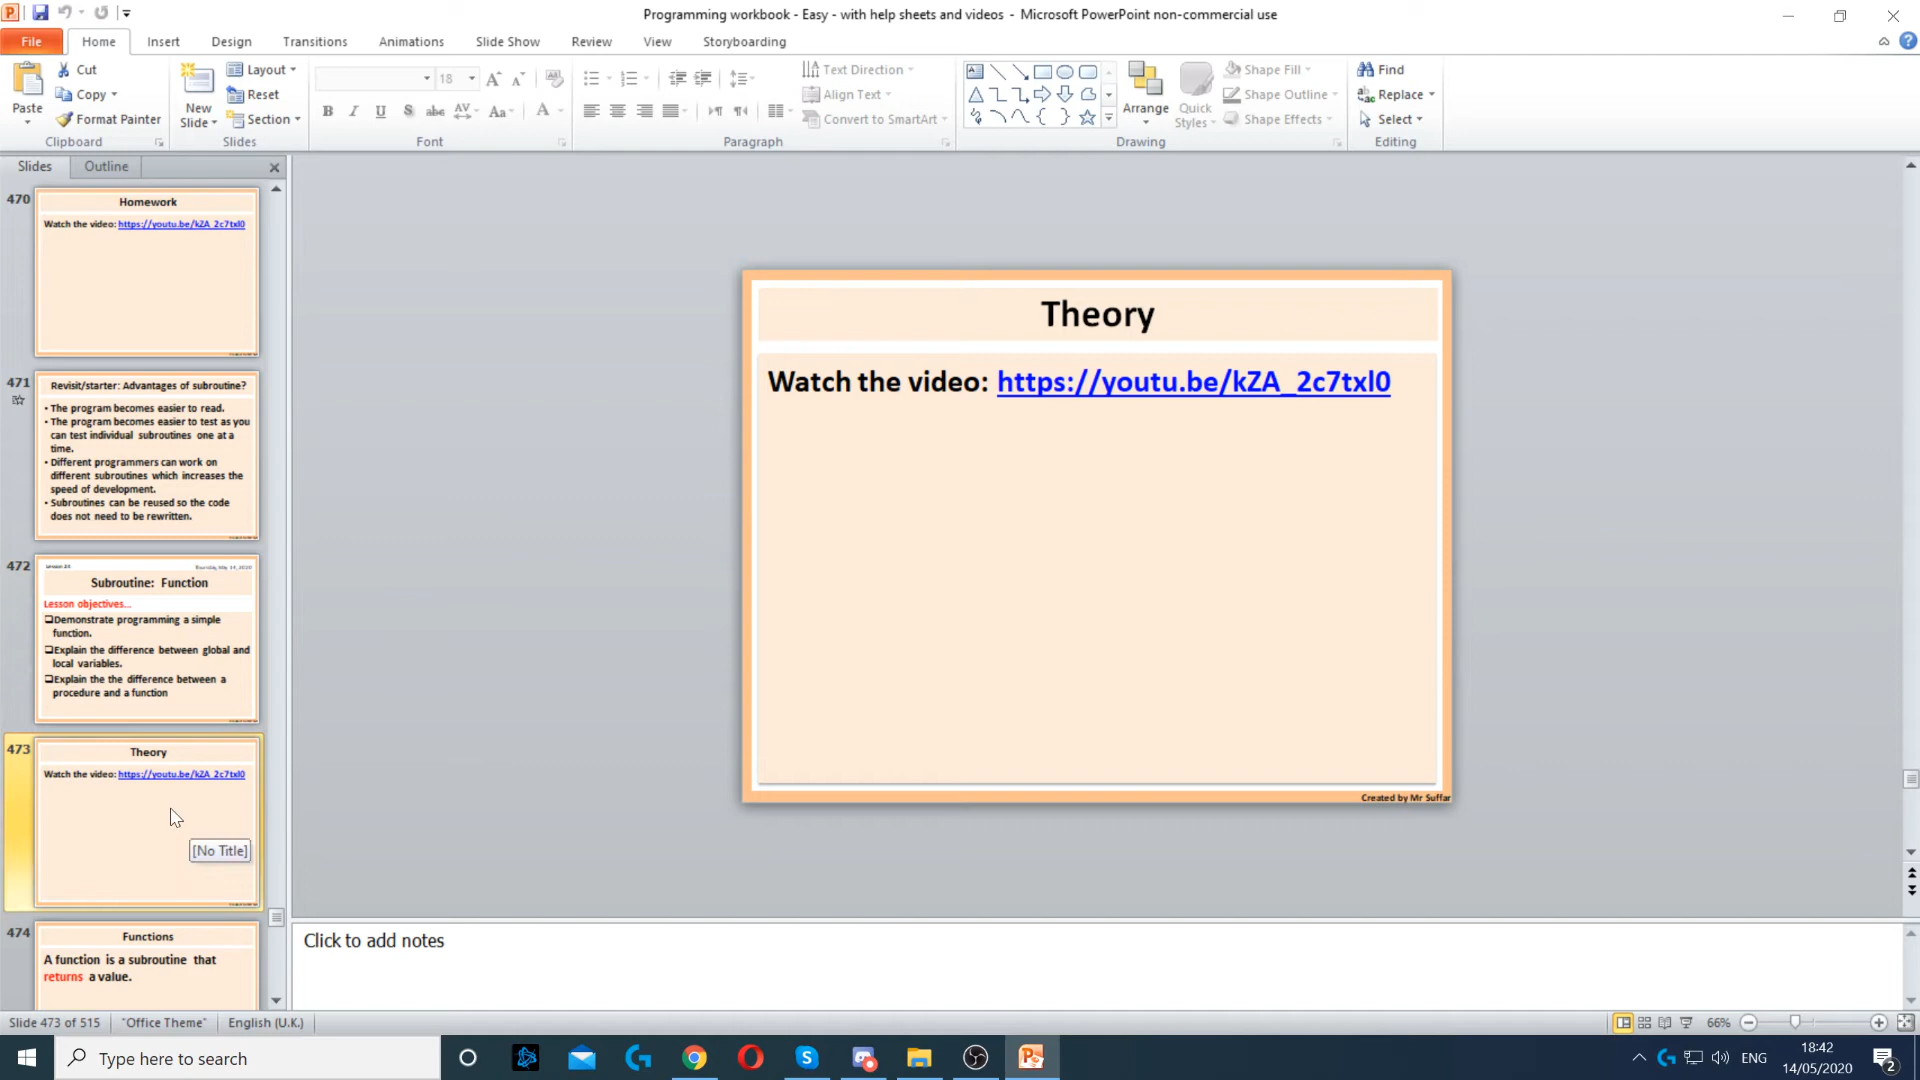 Programming workbook - Easy - with help sheets and videos - Microsoft PowerPoint non-commercial use
File Home Insert Design Transitions Animations Slide Show Review View Storyboarding
Paste
Cut
Copy
Format Painter
Clipboard
New
Slide
Layout
Reset
Section
Slides
18
B I U S abc AV Aa A
Font
Text Direction
Align Text
Convert to SmartArt
Paragraph
Arrange
Quick
Styles
Shape Fill
Shape Outline
Shape Effects
Drawing
Find
Replace
Select
Editing
Slides Outline
470
Homework
Watch the video: https://youtu.be/kZA_2c7txl0
471
Revisit/starter: Advantages of subroutine?
• The program becomes easier to read.
• The program becomes easier to test as you
can test individual subroutines one at a
time.
• Different programmers can work on
different subroutines which increases the
speed of development.
• Subroutines can be reused so the code
does not need to be rewritten.
472
Thursday, May 14, 2020
Subroutine: Function
Lesson objectives...
Demonstrate programming a simple
function.
Explain the difference between global and
local variables.
Explain the the difference between a
procedure and a function
473
Theory
Watch the video: https://youtu.be/kZA_2c7txl0
[No Title]
474
Functions
A function is a subroutine that
returns a value.
Theory
Watch the video: https://youtu.be/kZA_2c7txl0
Created by Mr Suffar
Click to add notes
Slide 473 of 515 "Office Theme" English (U.K.) 66%
Type here to search
ENG
18:42
14/05/2020
2